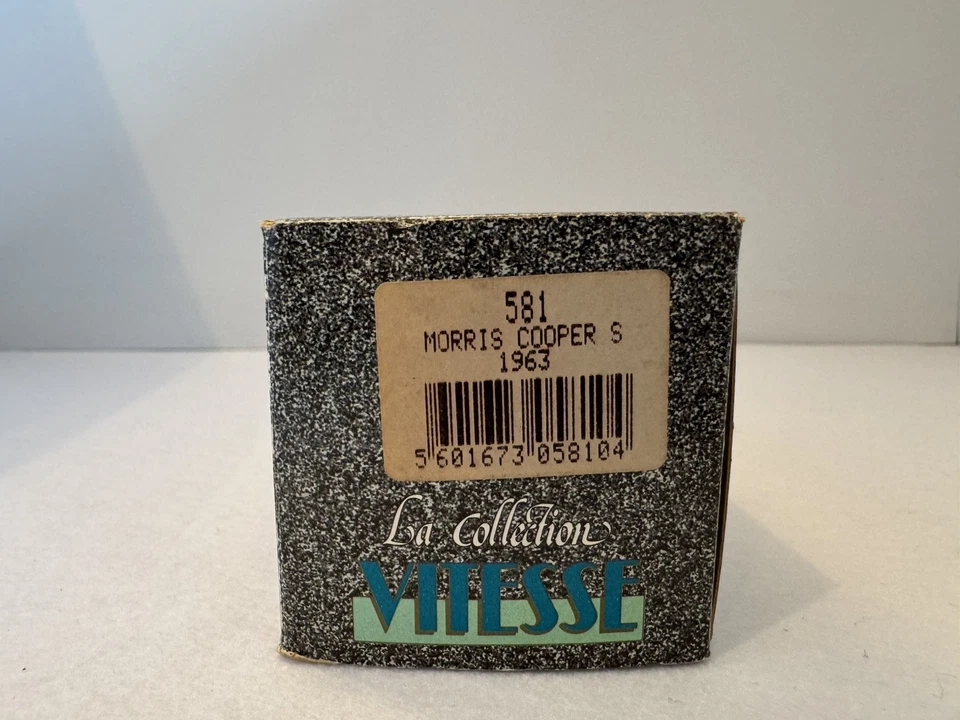 581
MORRIS COOPER S
1963
5 601673 058104
La Collection
VITESSE